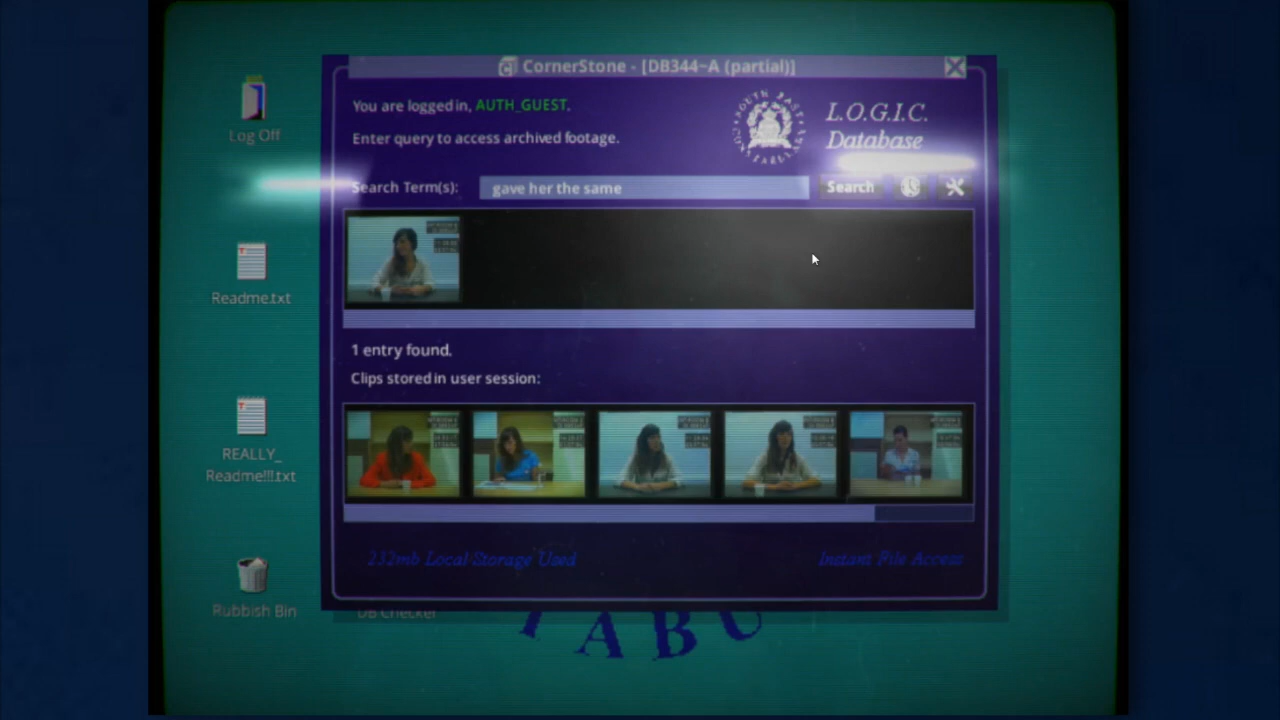 CornerStone - [DB344~A (partial)]
You are logged in, AUTH_GUEST.
Enter query to access archived footage.
L.O.G.I.C.
Database
Log Off
Search Term(s):
gave her the same
Search
Readme.txt
1 entry found.
Clips stored in user session:
REALLY_
Readme!!!.txt
232mb Local Storage Used
Instant File Access
Rubbish Bin
DB Checker
TABU